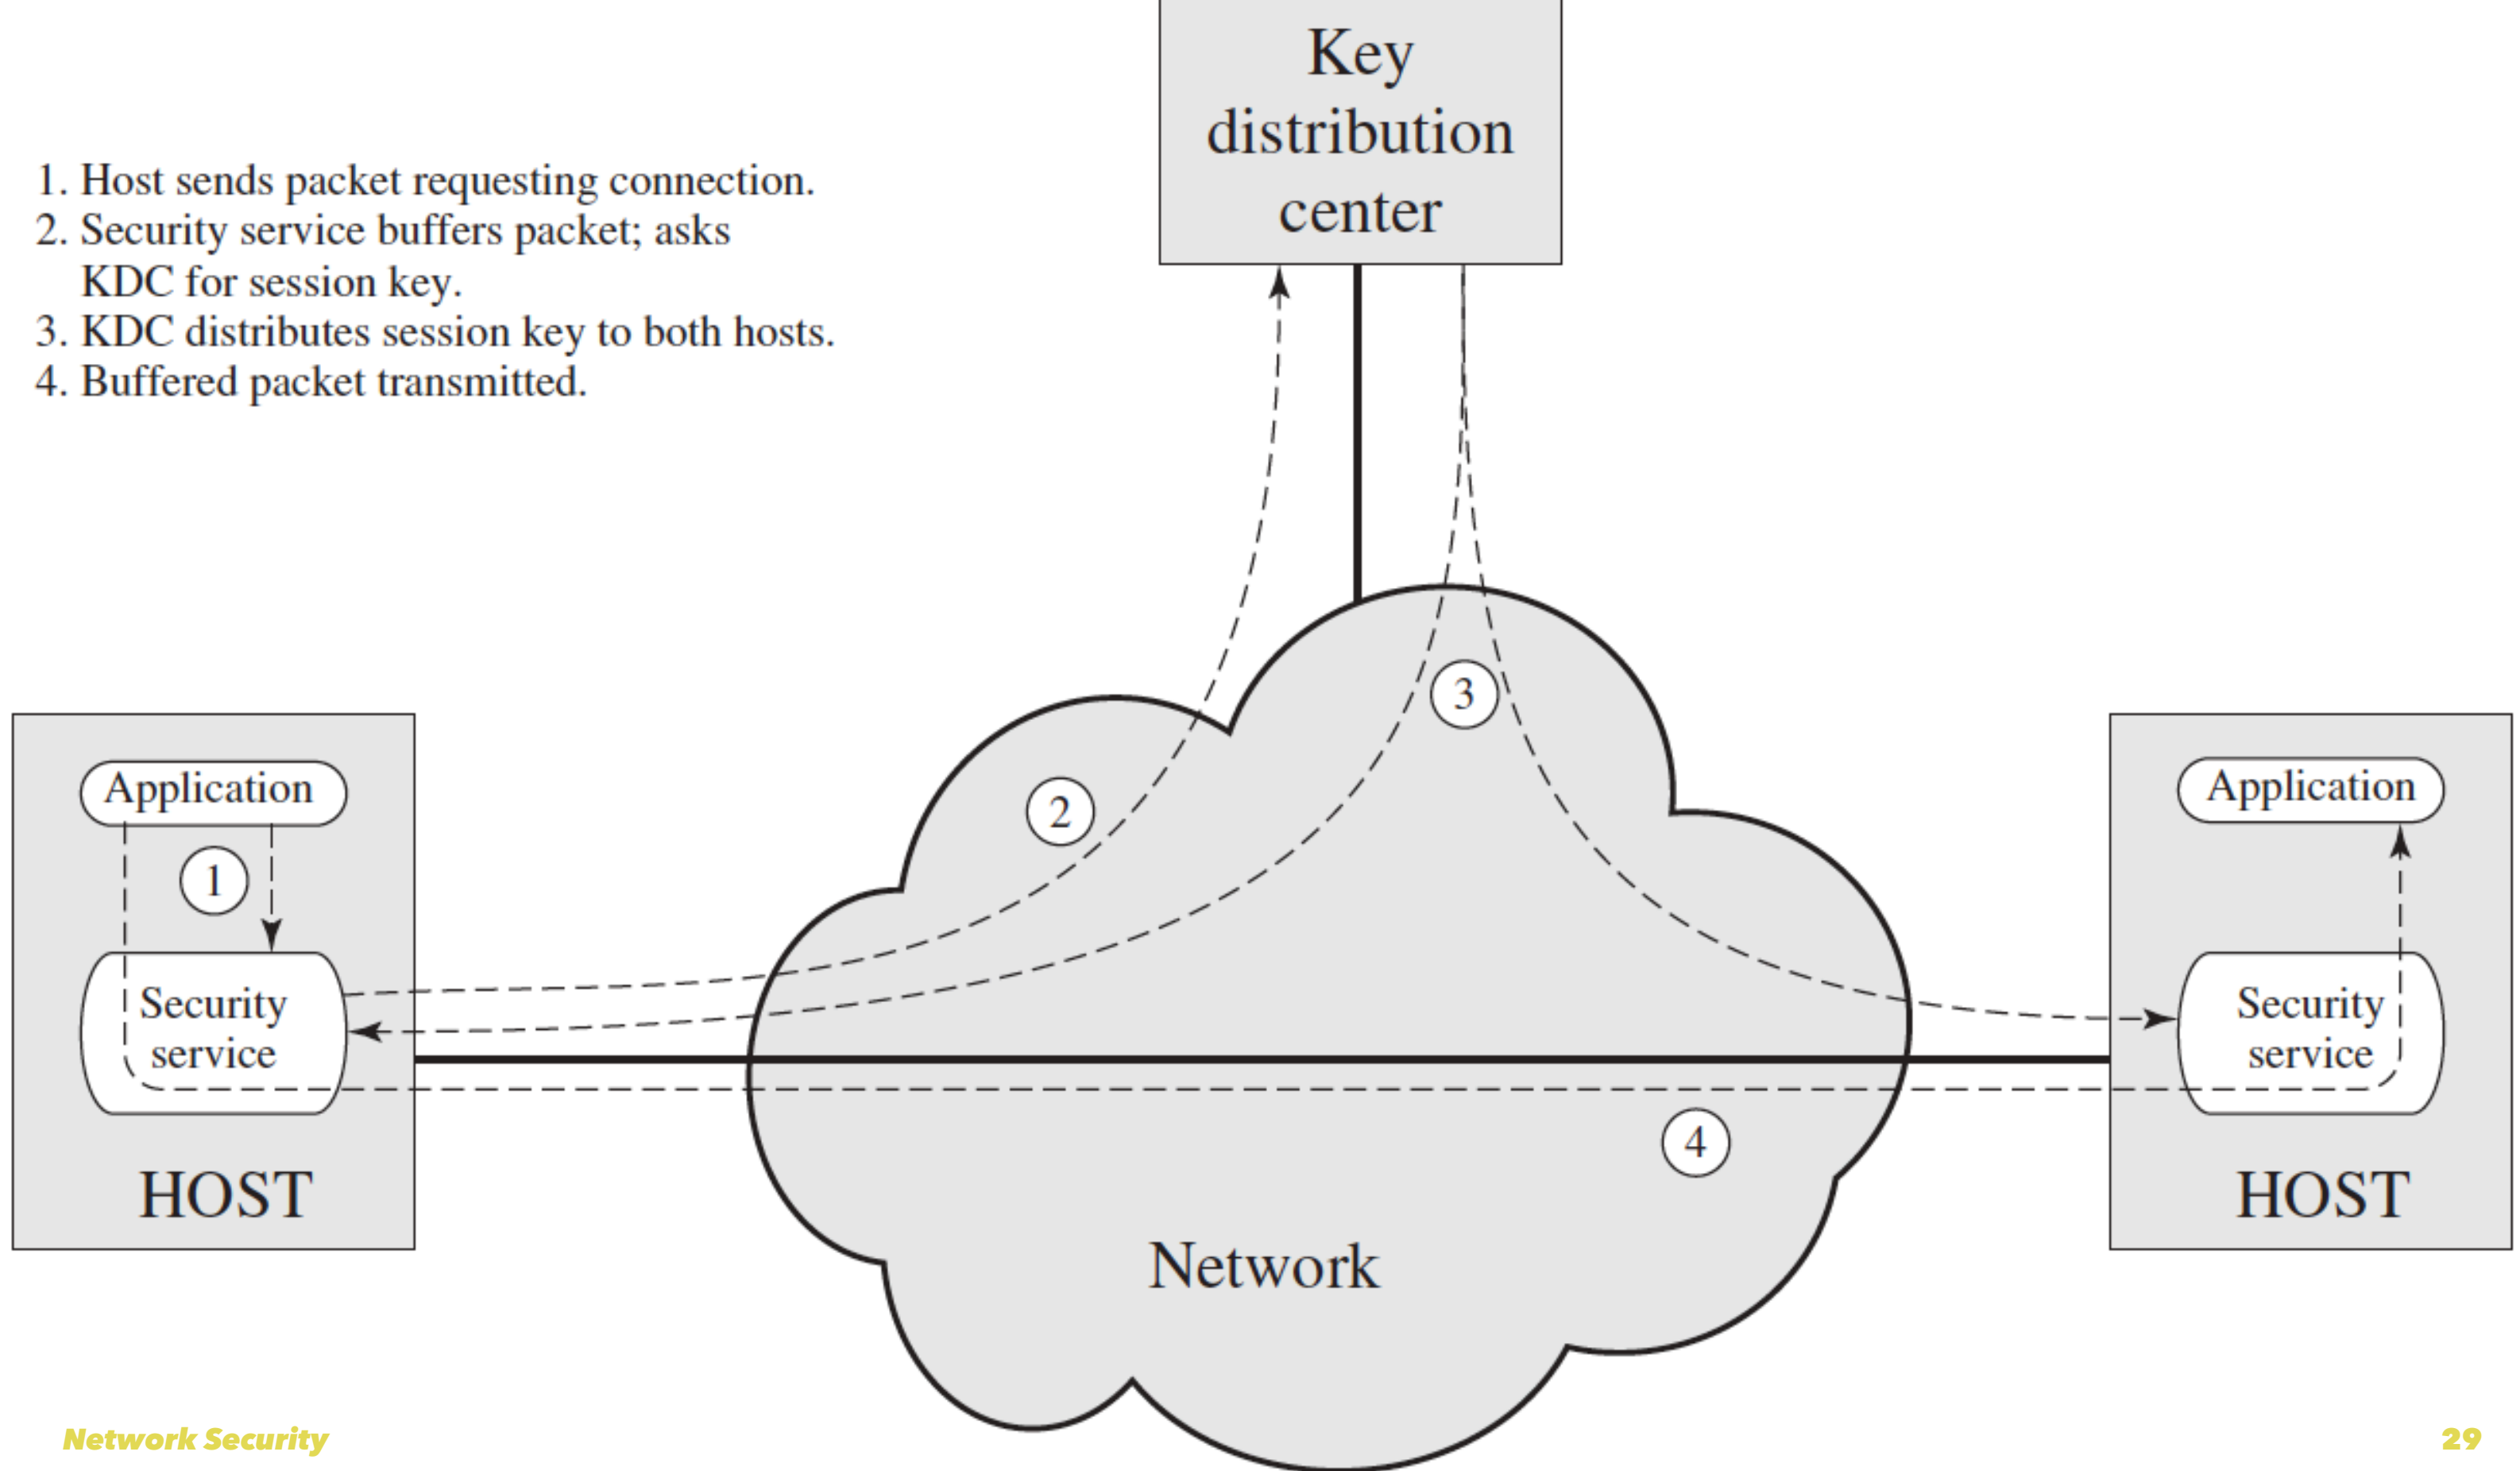 Key
distribution
center
1. Host sends packet requesting connection.
2. Security service buffers packet; asks
KDC for session key.
3. KDC distributes session key to both hosts.
4. Buffered packet transmitted.
3
2
Application
1
Security
service
HOST
Application
Security
service
HOST
4
Network
Network Security
29